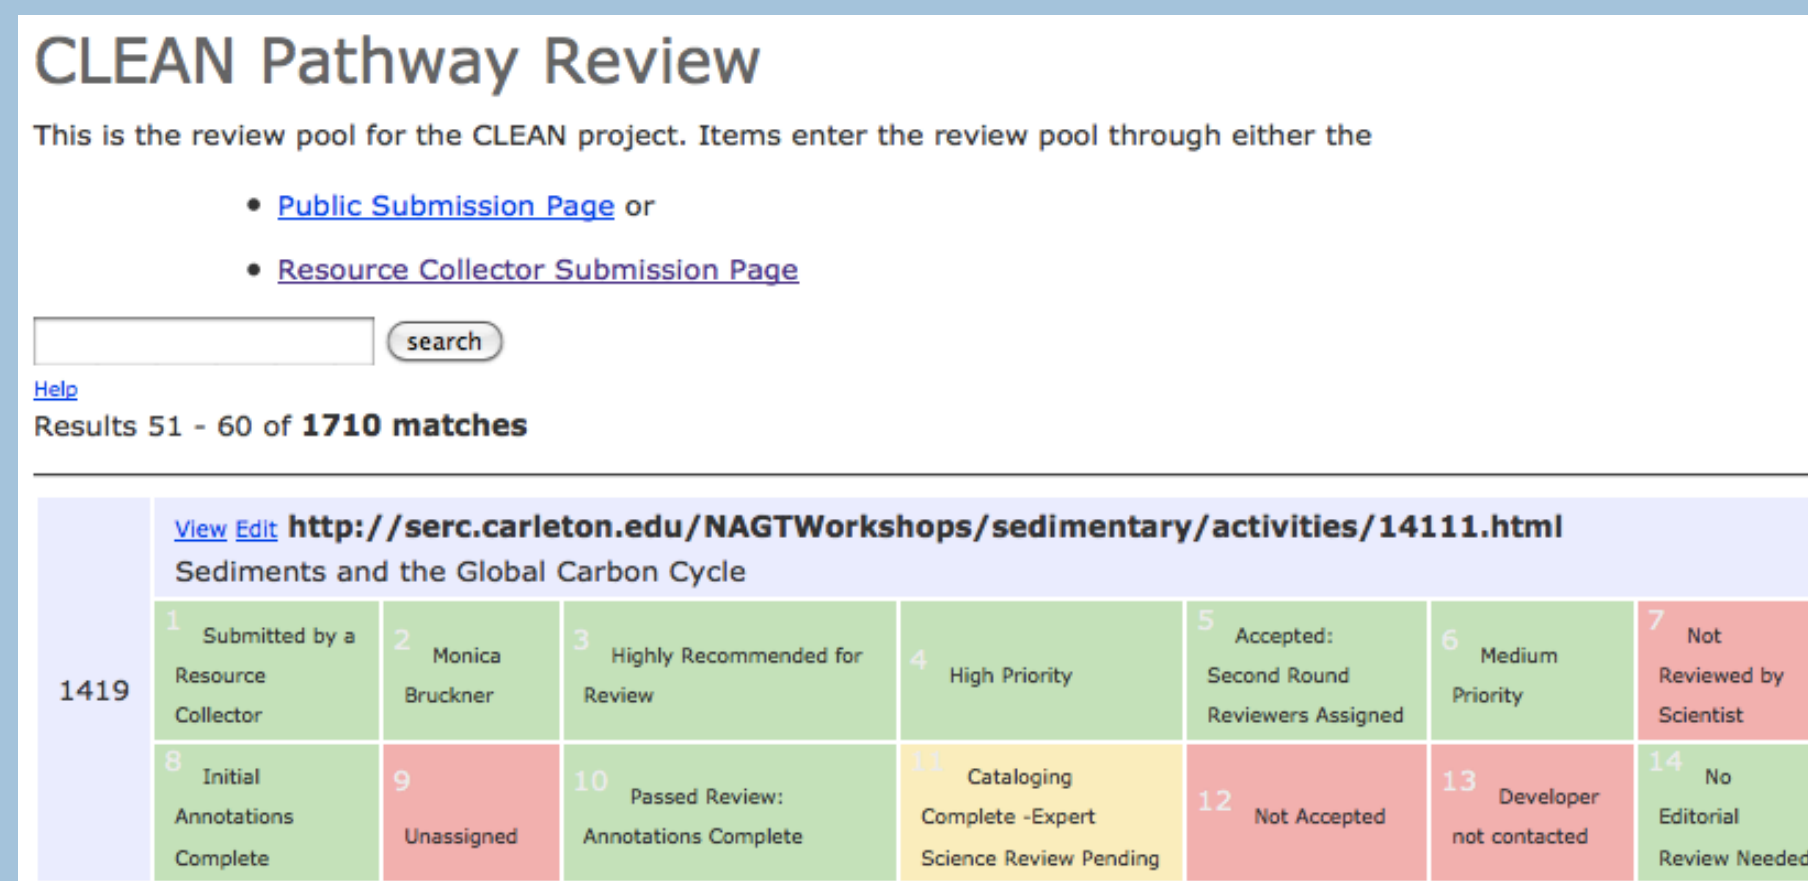 CLEAN Pathway Review
This is the review pool for the CLEAN project. Items enter the review pool through either the
• Public Submission Page or
• Resource Collector Submission Page
search
Help
Results 51 - 60 of 1710 matches
1419
View Edit http://serc.carleton.edu/NAGTWorkshops/sedimentary/activities/14111.html
Sediments and the Global Carbon Cycle
1 Submitted by a
Resource
Collector
2 Monica
Bruckner
3 Highly Recommended for
Review
4 High Priority
5 Accepted:
Second Round
Reviewers Assigned
6 Medium
Priority
7 Not
Reviewed by
Scientist
8 Initial
Annotations
Complete
9
Unassigned
10 Passed Review:
Annotations Complete
11 Cataloging
Complete -Expert
Science Review Pending
12 Not Accepted
13 Developer
not contacted
14 No
Editorial
Review Needed